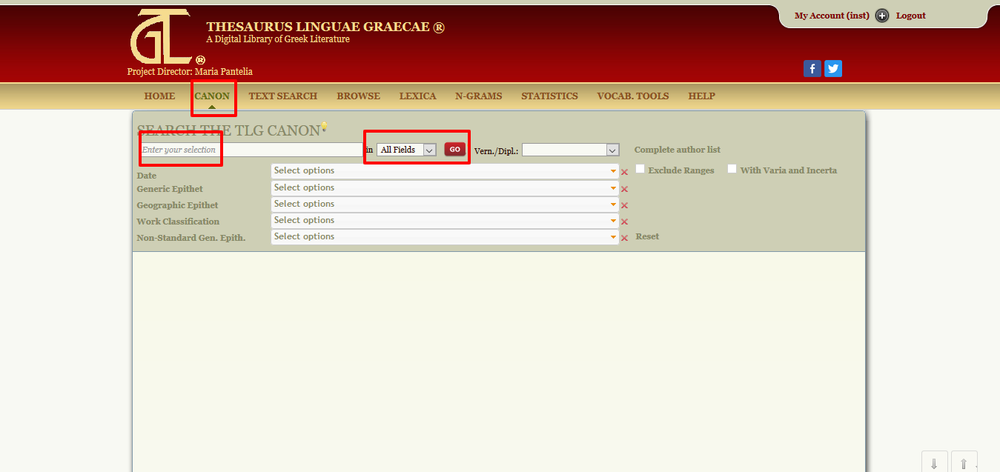 My Account (inst) Logout
THESAURUS LINGUAE GRAECAE ®
A Digital Library of Greek Literature
®
Project Director: Maria Pantelia
HOME CANON TEXT SEARCH BROWSE LEXICA N-GRAMS STATISTICS VOCAB. TOOLS HELP
SEARCH THE TLG CANON
Enter your selection in All Fields GO Vern./Dipl.: Complete author list
Date Select options Exclude Ranges With Varia and Incerta
Generic Epithet Select options
Geographic Epithet Select options
Work Classification Select options
Non-Standard Gen. Epith. Select options Reset